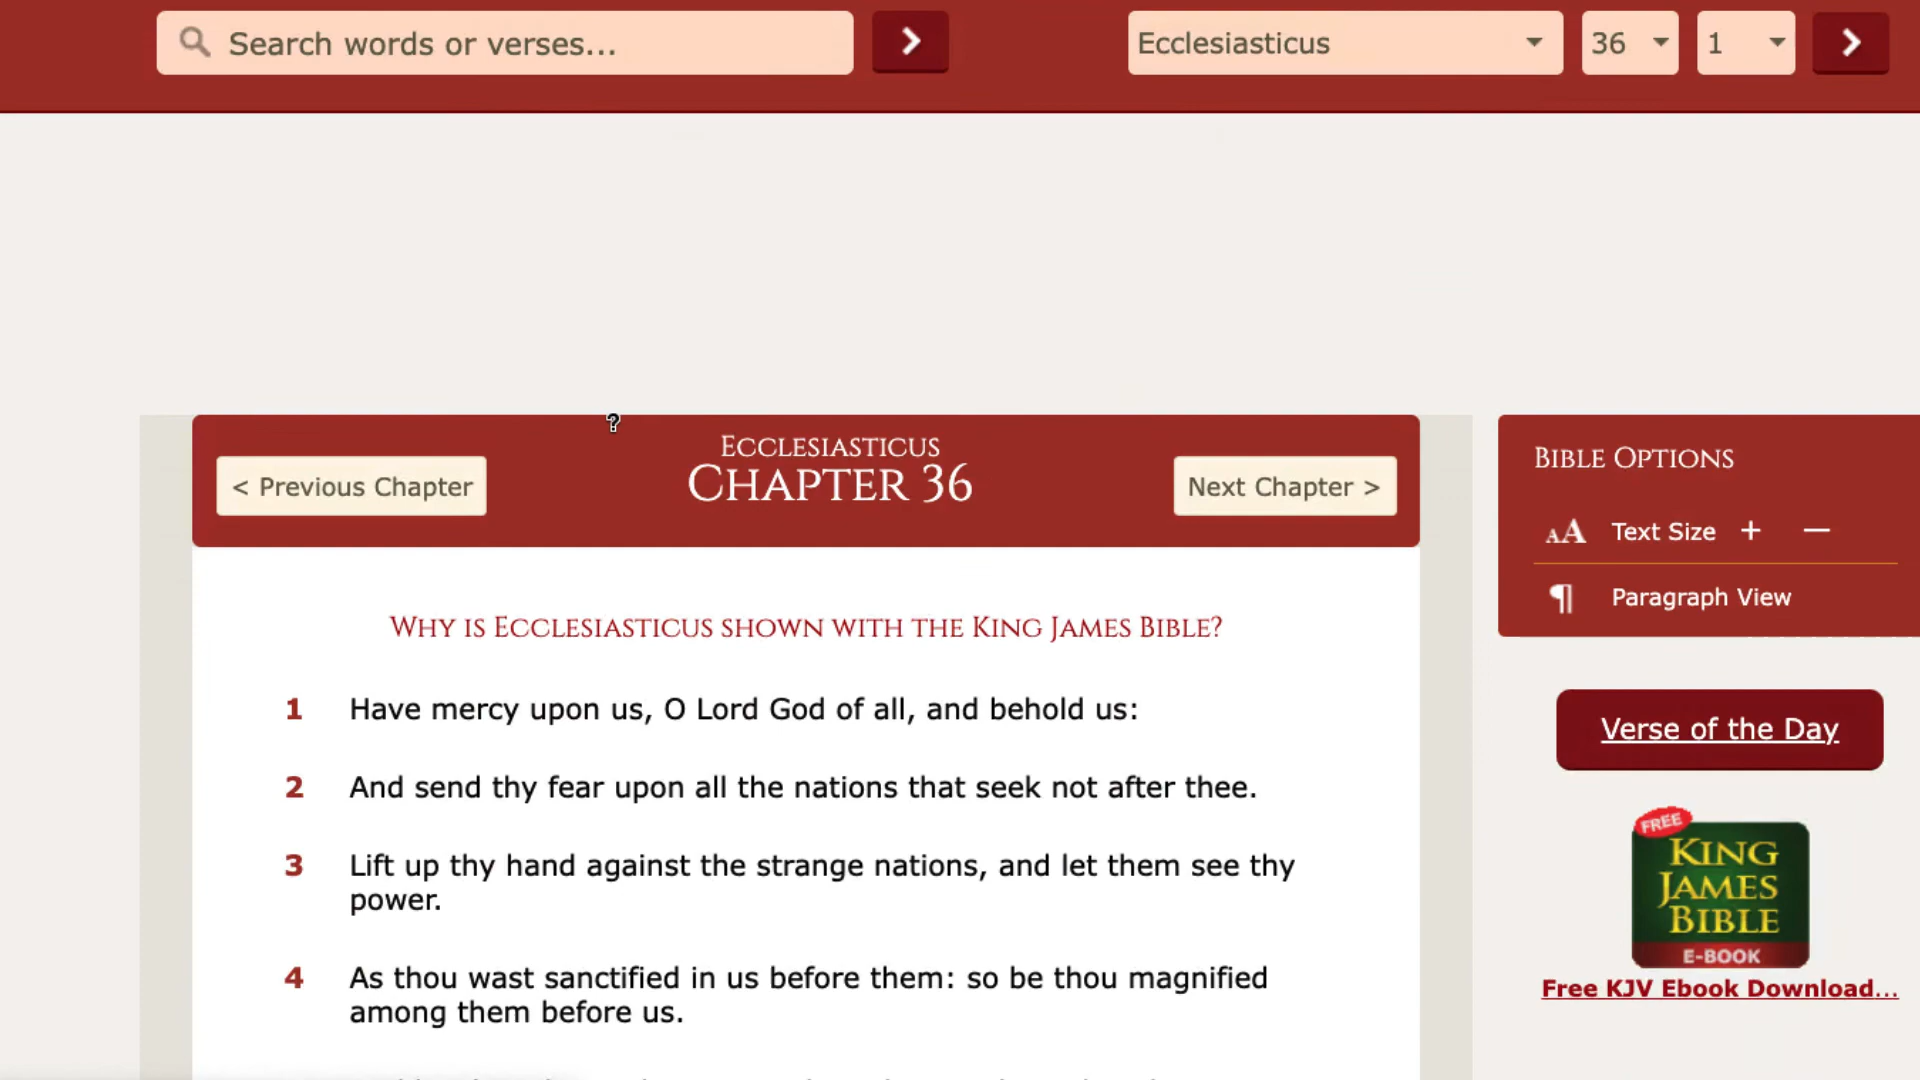 Search words or verses...
Ecclesiasticus
36
1
Ecclesiasticus
Chapter 36
< Previous Chapter
Next Chapter >
Why is Ecclesiasticus shown with the King James Bible?
1 Have mercy upon us, O Lord God of all, and behold us:
2 And send thy fear upon all the nations that seek not after thee.
3 Lift up thy hand against the strange nations, and let them see thy
power.
4 As thou wast sanctified in us before them: so be thou magnified
among them before us.
Bible Options
AA Text Size + —
¶ Paragraph View
Verse of the Day
FREE
KING
JAMES
BIBLE
E-BOOK
Free KJV Ebook Download...